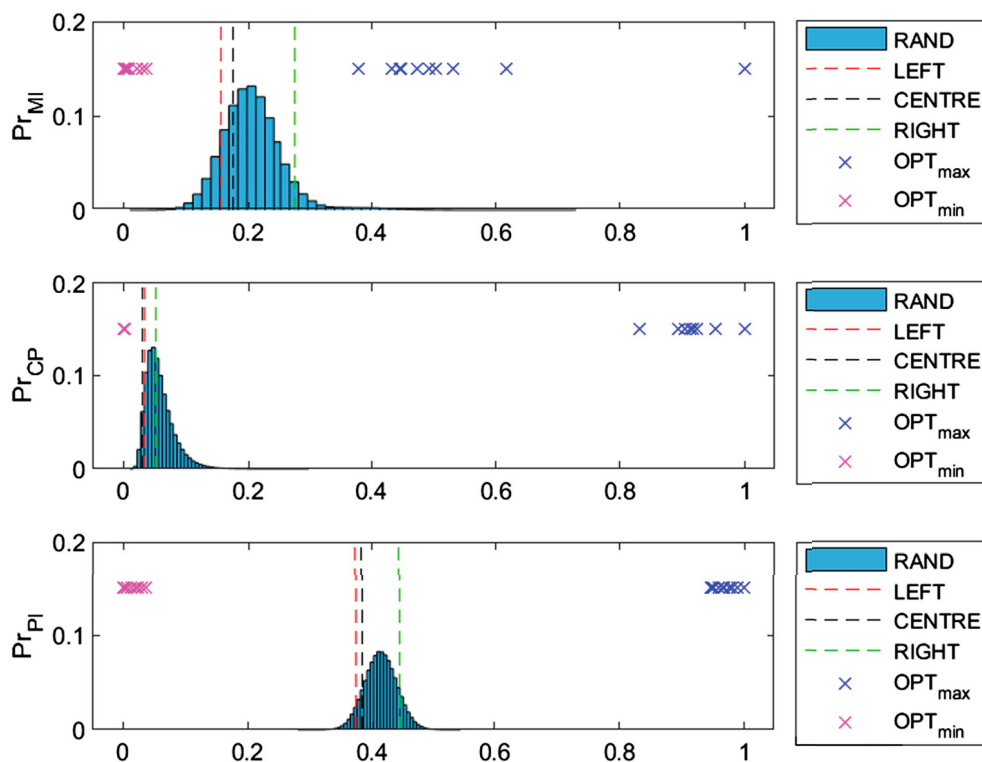 0.2
0.1
0
Pr_MI
0 0.2 0.4 0.6 0.8 1
RAND
LEFT
CENTRE
RIGHT
OPT_max
OPT_min
0.2
0.1
0
Pr_CP
0 0.2 0.4 0.6 0.8 1
RAND
LEFT
CENTRE
RIGHT
OPT_max
OPT_min
0.2
0.1
0
Pr_PI
0 0.2 0.4 0.6 0.8 1
RAND
LEFT
CENTRE
RIGHT
OPT_max
OPT_min